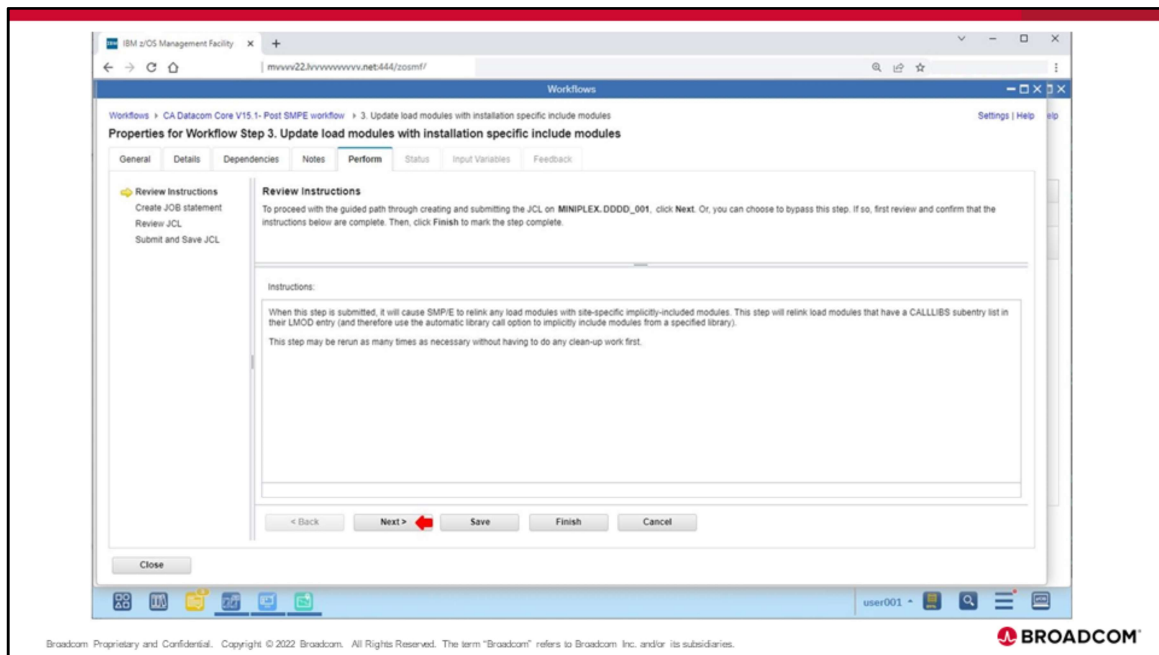 IBM z/OS Management Facility
mvvvv22.lvvvvvvvvvv.net:444/zosmf/
Workflows
Workflows CA Datacom Core V15.1- Post SMPE workflow 3. Update load modules with installation specific include modules
Settings | Help
elp
Properties for Workflow Step 3. Update load modules with installation specific include modules
General Details Dependencies Notes Perform Status Input Variables Feedback
Review Instructions
Create JOB statement
Review JCL
Submit and Save JCL
Review Instructions
To proceed with the guided path through creating and submitting the JCL on MINIPLEX.DDDD_001, click Next. Or, you can choose to bypass this step. If so, first review and confirm that the
instructions below are complete. Then, click Finish to mark the step complete.
Instructions:
When this step is submitted, it will cause SMP/E to relink any load modules with site-specific implicitly-included modules. This step will relink load modules that have a CALLLIBS subentry list in
their LMOD entry (and therefore use the automatic library call option to implicitly include modules from a specified library).
This step may be rerun as many times as necessary without having to do any clean-up work first.
< Back Next > Save Finish Cancel
Close
user001
Broadcom Proprietary and Confidential. Copyright © 2022 Broadcom. All Rights Reserved. The term “Broadcom” refers to Broadcom Inc. and/or its subsidiaries.
BROADCOM®